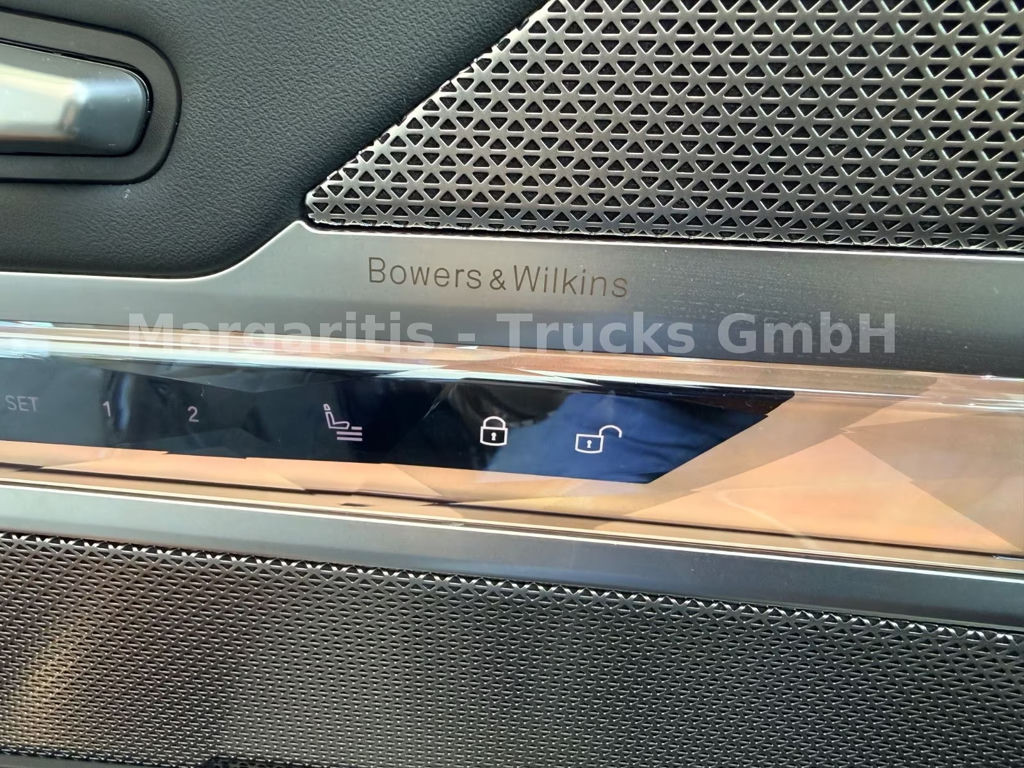 Bowers & Wilkins
Margaritis - Trucks GmbH
SET 1 2